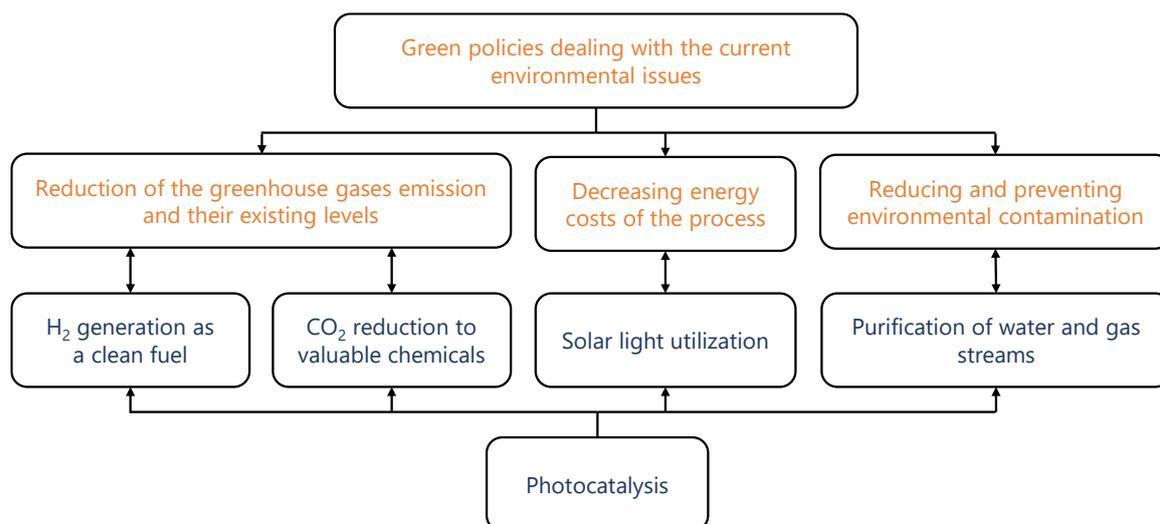 Green policies dealing with the current
environmental issues
Reduction of the greenhouse gases emission
and their existing levels
Decreasing energy
costs of the process
Reducing and preventing
environmental contamination
H₂ generation as
a clean fuel
CO₂ reduction to
valuable chemicals
Solar light utilization
Purification of water and gas
streams
Photocatalysis